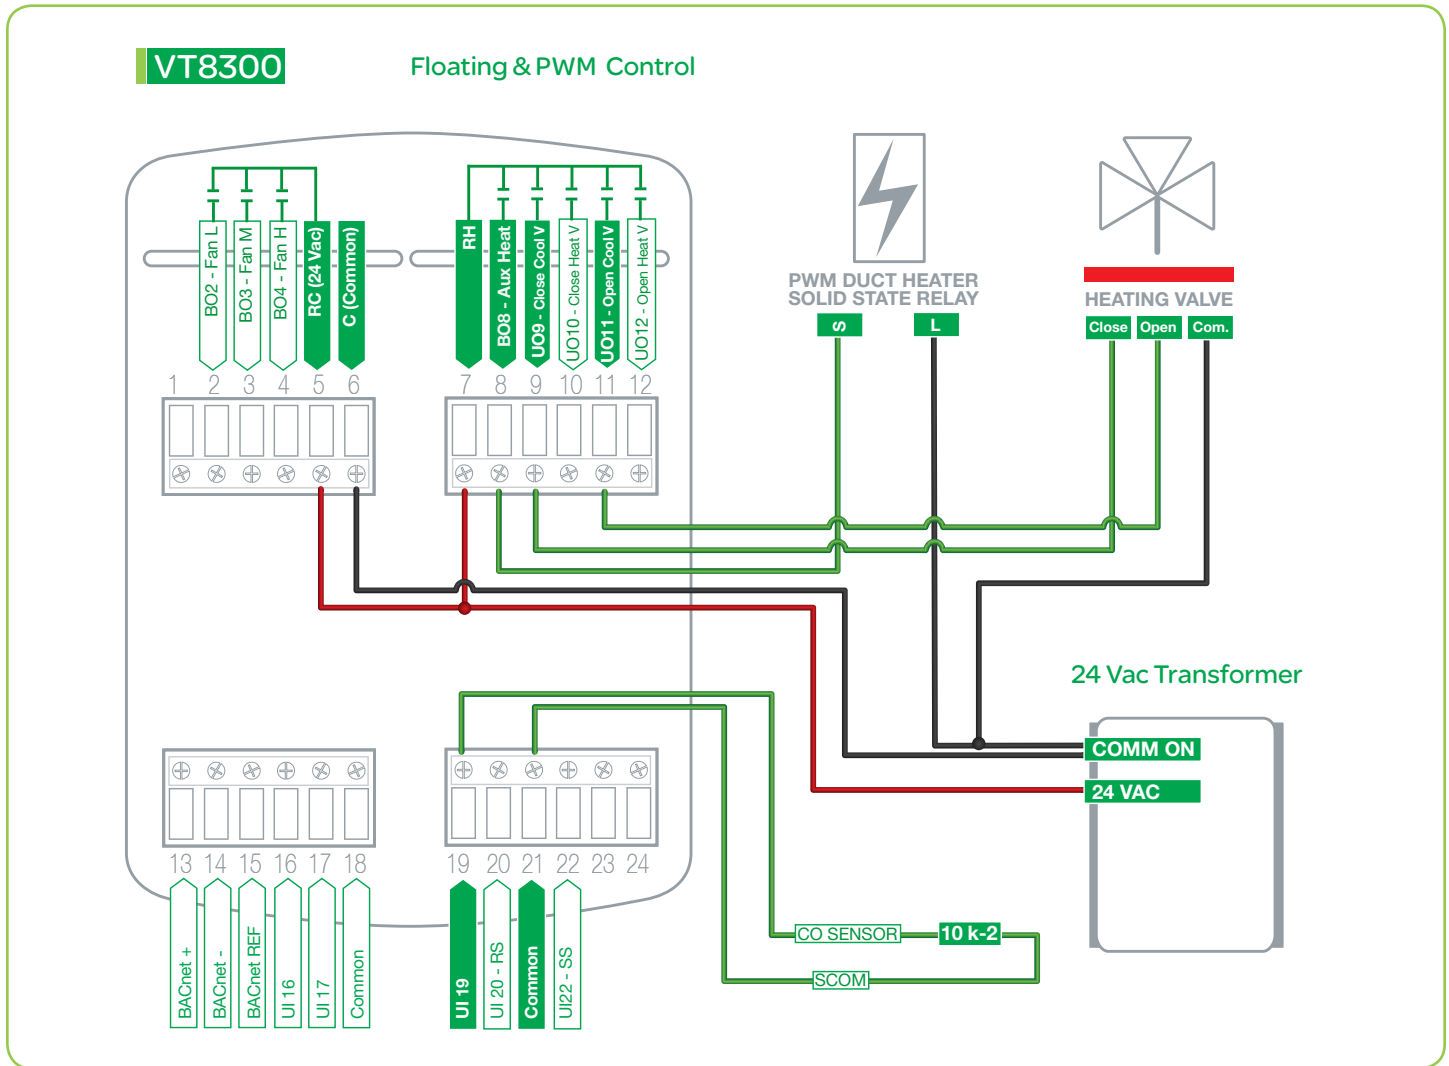 VT8300
Floating & PWM Control
BO2 - Fan L
BO3 - Fan M
BO4 - Fan H
RC (24 Vac)
C (Common)
RH
BO8 - Aux Heat
UO9 - Close Cool V
UO10 - Close Heat V
UO11 - Open Cool V
UO12 - Open Heat V
1 2 3 4 5 6
7 8 9 10 11 12
PWM DUCT HEATER
SOLID STATE RELAY
S L
HEATING VALVE
Close Open Com.
24 Vac Transformer
COMM ON
24 VAC
13 14 15 16 17 18
19 20 21 22 23 24
BACnet +
BACnet -
BACnet REF
UI 16
UI 17
Common
UI 19
UI 20 - RS
Common
UI22 - SS
CO SENSOR
10 k-2
SCOM